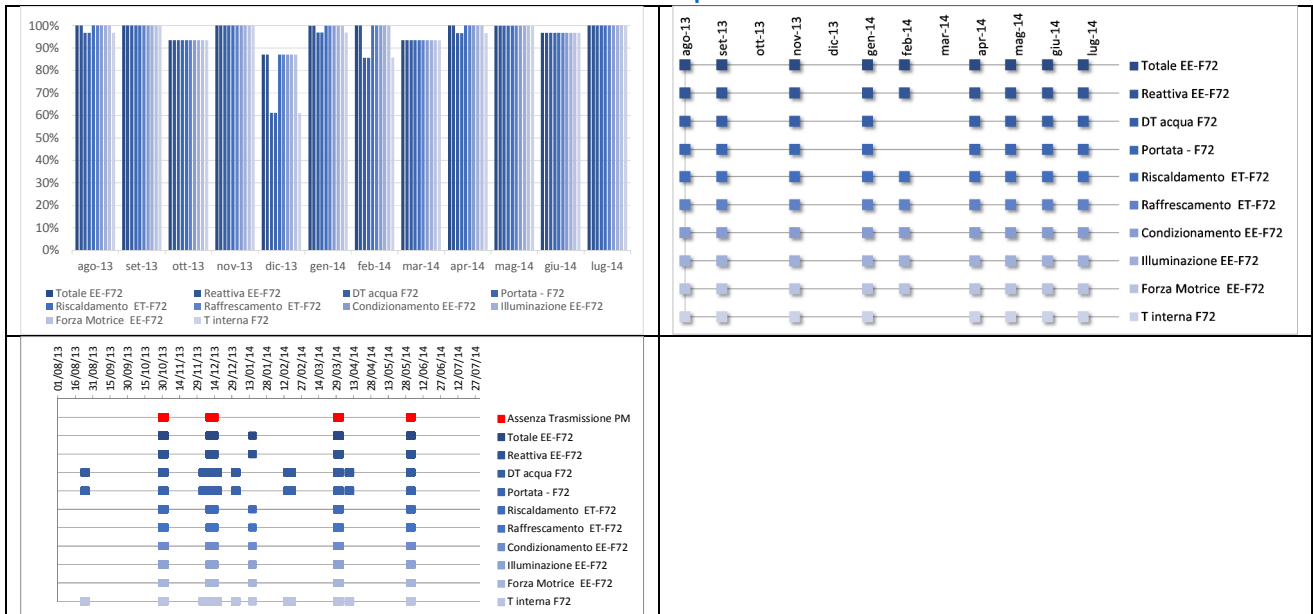 100%
90%
80%
70%
60%
50%
40%
30%
20%
10%
0%
ago-13 set-13 ott-13 nov-13 dic-13 gen-14 feb-14 mar-14 apr-14 mag-14 giu-14 lug-14
Totale EE-F72 Reattiva EE-F72 DT acqua F72 Portata - F72
Riscaldamento ET-F72 Raffrescamento ET-F72 Condizionamento EE-F72 Illuminazione EE-F72
Forza Motrice EE-F72 T interna F72
ago-13 set-13 ott-13 nov-13 dic-13 gen-14 feb-14 mar-14 apr-14 mag-14 giu-14 lug-14
Totale EE-F72
Reattiva EE-F72
DT acqua F72
Portata - F72
Riscaldamento ET-F72
Raffrescamento ET-F72
Condizionamento EE-F72
Illuminazione EE-F72
Forza Motrice EE-F72
T interna F72
01/08/13 16/08/13 31/08/13 15/09/13 30/09/13 15/10/13 30/10/13 14/11/13 29/11/13 14/12/13 29/12/13 13/01/14 28/01/14 12/02/14 27/02/14 14/03/14 29/03/14 13/04/14 28/04/14 13/05/14 28/05/14 12/06/14 27/06/14 12/07/14 27/07/14
Assenza Trasmissione PM
Totale EE-F72
Reattiva EE-F72
DT acqua F72
Portata - F72
Riscaldamento ET-F72
Raffrescamento ET-F72
Condizionamento EE-F72
Illuminazione EE-F72
Forza Motrice EE-F72
T interna F72